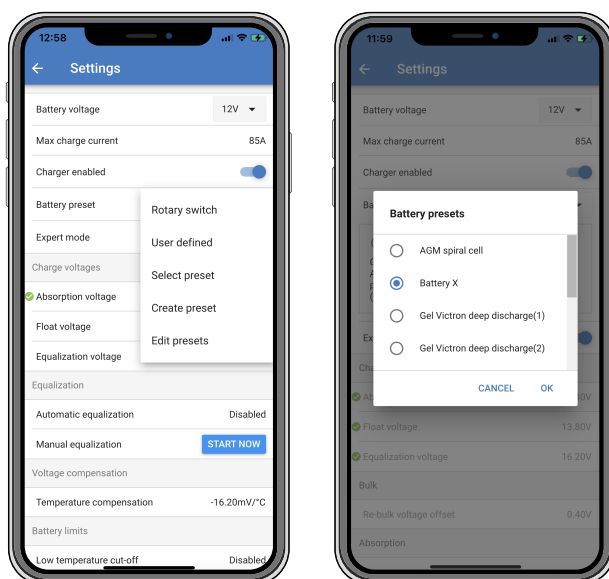 12:58
Settings
Battery voltage 12V
Max charge current 85A
Charger enabled
Battery preset
Expert mode
Rotary switch
User defined
Select preset
Create preset
Edit presets
Charge voltages
Absorption voltage
Float voltage
Equalization voltage
Equalization
Automatic equalization Disabled
Manual equalization START NOW
Voltage compensation
Temperature compensation -16.20mV/°C
Battery limits
Low temperature cut-off Disabled
11:59
Settings
Battery voltage 12V
Max charge current 85A
Charger enabled
Ba
Battery presets
AGM spiral cell
Battery X
Gel Victron deep discharge(1)
Gel Victron deep discharge(2)
CANCEL OK
Ex
Cha
Ab
Float voltage 13.80V
Equalization voltage 16.20V
Bulk
Re-bulk voltage offset 0.40V
Absorption